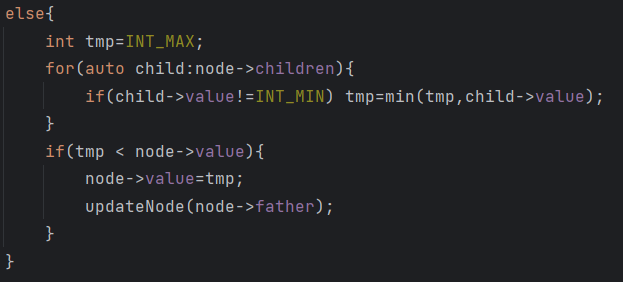 else{
    int tmp=INT_MAX;
    for(auto child:node->children){
        if(child->value!=INT_MIN) tmp=min(tmp,child->value);
    }
    if(tmp < node->value){
        node->value=tmp;
        updateNode(node->father);
    }
}